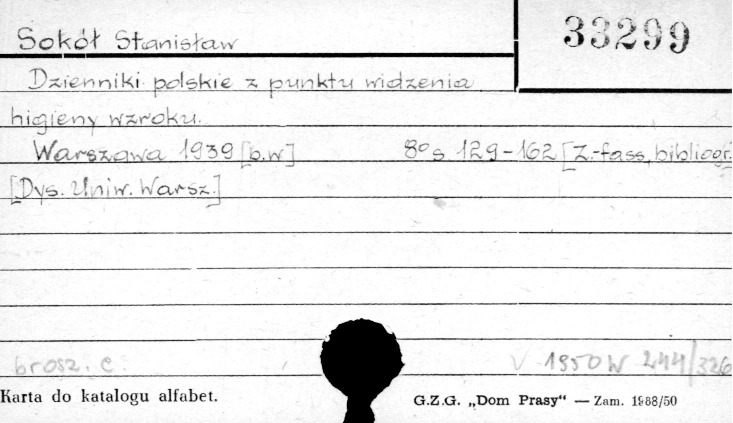 Sokół Stanisław
33299
Dzienniki polskie z punktu widzenia
higieny wzroku.
Warszawa 1939 [b.w] 8° s 129-162 [Z.-fass, bibliogr.]
[Dys. Uniw. Warsz.]
brosz. c. V 1950 W 244/326
Karta do katalogu alfabet.
G.Z.G. „Dom Prasy“ — Zam. 1988/50